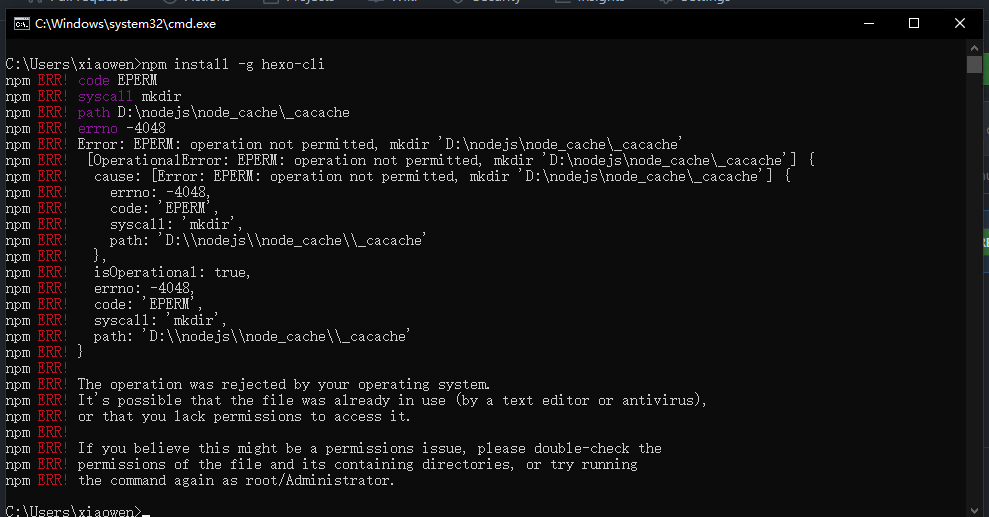 Pull requests Actions Projects Wiki Security Insights Settings
C:\Windows\system32\cmd.exe
C:\Users\xiaowen>npm install -g hexo-cli
npm ERR! code EPERM
npm ERR! syscall mkdir
npm ERR! path D:\nodejs\node_cache\_cacache
npm ERR! errno -4048
npm ERR! Error: EPERM: operation not permitted, mkdir 'D:\nodejs\node_cache\_cacache'
npm ERR!  [OperationalError: EPERM: operation not permitted, mkdir 'D:\nodejs\node_cache\_cacache'] {
npm ERR!   cause: [Error: EPERM: operation not permitted, mkdir 'D:\nodejs\node_cache\_cacache'] {
npm ERR!     errno: -4048,
npm ERR!     code: 'EPERM',
npm ERR!     syscall: 'mkdir',
npm ERR!     path: 'D:\\nodejs\\node_cache\\_cacache'
npm ERR!   },
npm ERR!   isOperational: true,
npm ERR!   errno: -4048,
npm ERR!   code: 'EPERM',
npm ERR!   syscall: 'mkdir',
npm ERR!   path: 'D:\\nodejs\\node_cache\\_cacache'
npm ERR! }
npm ERR!
npm ERR! The operation was rejected by your operating system.
npm ERR! It's possible that the file was already in use (by a text editor or antivirus),
npm ERR! or that you lack permissions to access it.
npm ERR!
npm ERR! If you believe this might be a permissions issue, please double-check the
npm ERR! permissions of the file and its containing directories, or try running
npm ERR! the command again as root/Administrator.
C:\Users\xiaowen>_